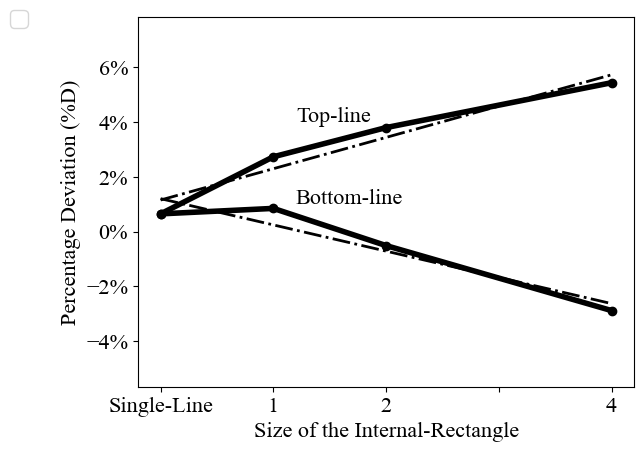 6%
4%
2%
0%
−2%
−4%
Percentage Deviation (%D)
Top-line
Bottom-line
Single-Line 1 2 4
Size of the Internal-Rectangle